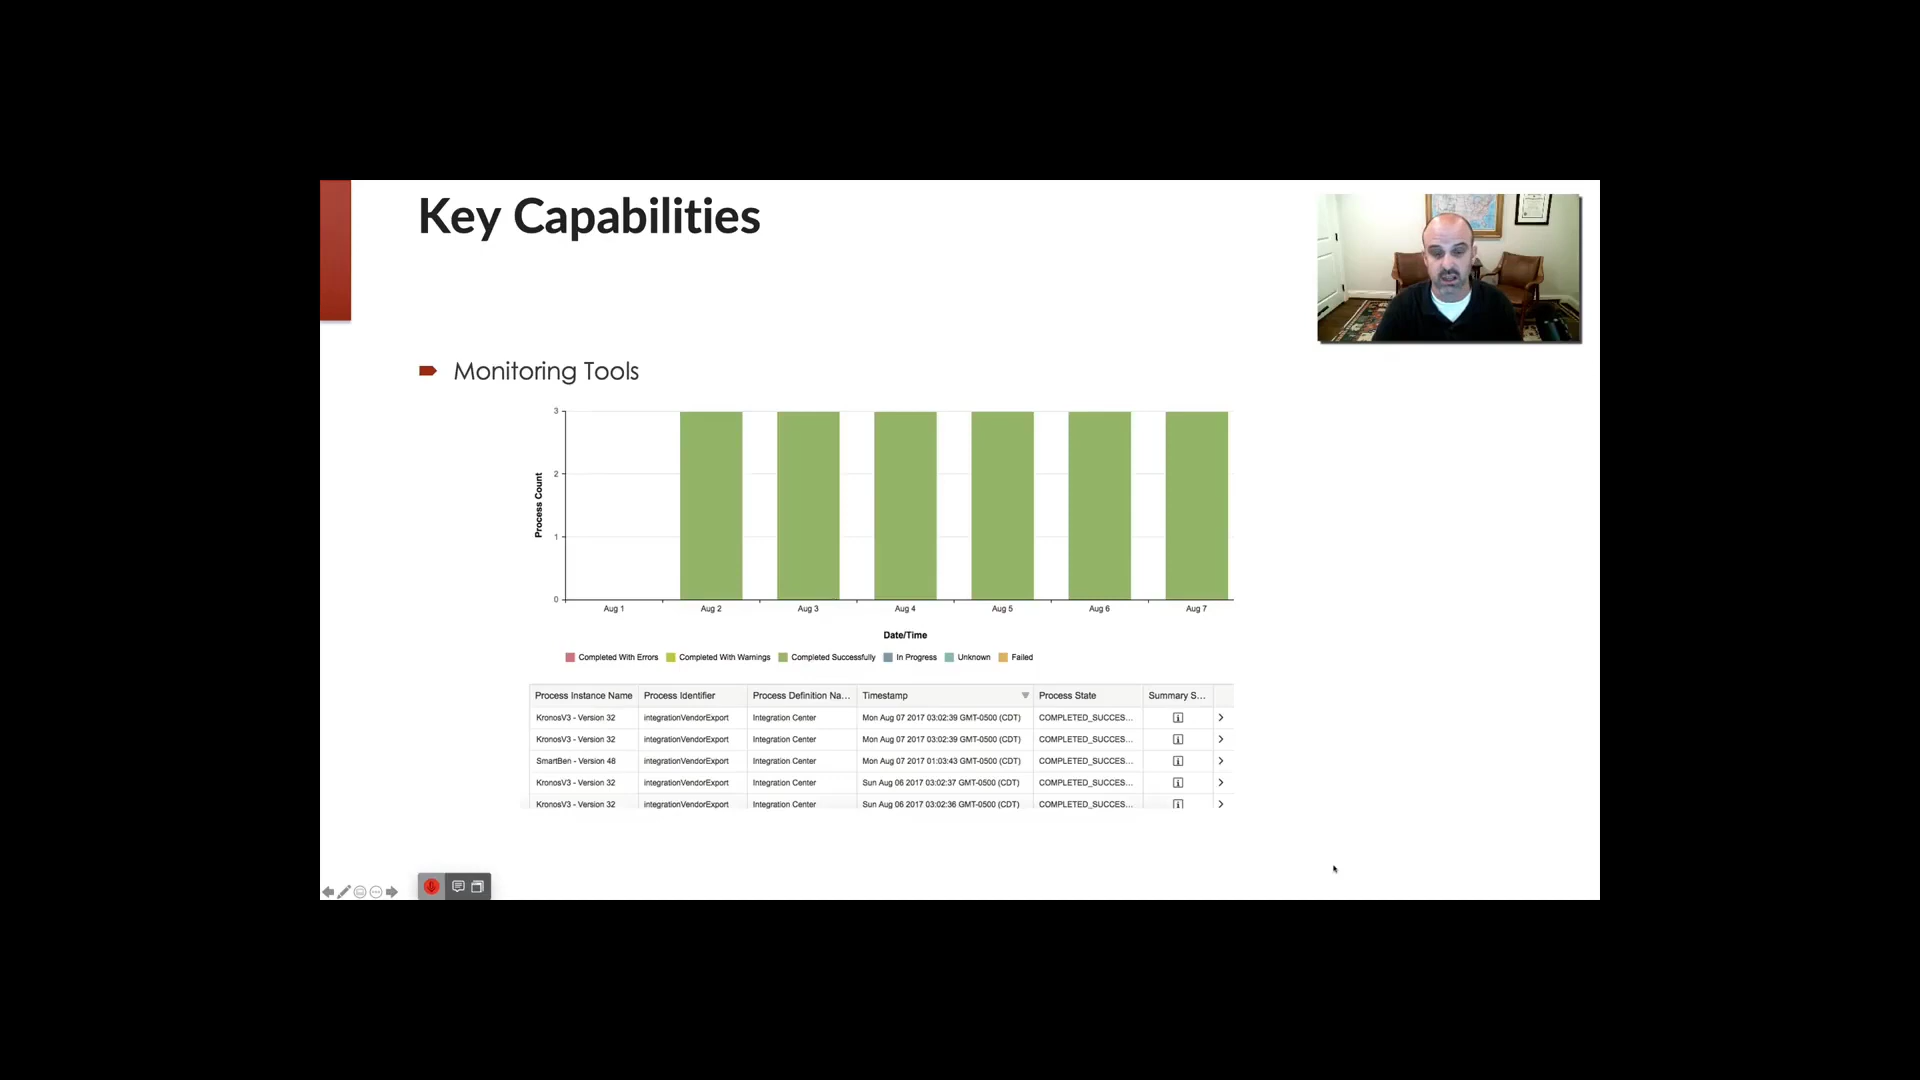 Key Capabilities
Monitoring Tools
3
2
1
0
Process Count
Aug 1 Aug 2 Aug 3 Aug 4 Aug 5 Aug 6 Aug 7
Date/Time
Completed With Errors Completed With Warnings Completed Successfully In Progress Unknown Failed
Process Instance Name Process Identifier Process Definition Na... Timestamp Process State Summary S...
KronosV3 - Version 32 integrationVendorExport Integration Center Mon Aug 07 2017 03:02:39 GMT-0500 (CDT) COMPLETED_SUCCES...
KronosV3 - Version 32 integrationVendorExport Integration Center Mon Aug 07 2017 03:02:39 GMT-0500 (CDT) COMPLETED_SUCCES...
SmartBen - Version 48 integrationVendorExport Integration Center Mon Aug 07 2017 01:03:43 GMT-0500 (CDT) COMPLETED_SUCCES...
KronosV3 - Version 32 integrationVendorExport Integration Center Sun Aug 06 2017 03:02:37 GMT-0500 (CDT) COMPLETED_SUCCES...
KronosV3 - Version 32 integrationVendorExport Integration Center Sun Aug 06 2017 03:02:36 GMT-0500 (CDT) COMPLETED_SUCCES...